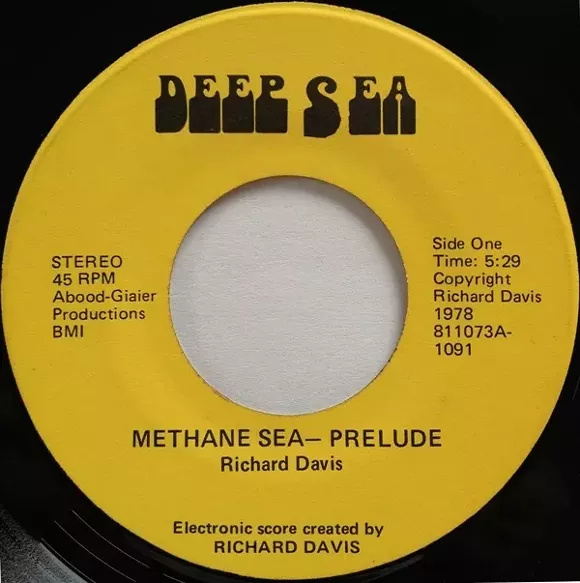 DEEP SEA
STEREO
45 RPM
Abood-Giaier
Productions
BMI
Side One
Time: 5:29
Copyright
Richard Davis
1978
811073A-
1091
METHANE SEA— PRELUDE
Richard Davis
Electronic score created by
RICHARD DAVIS